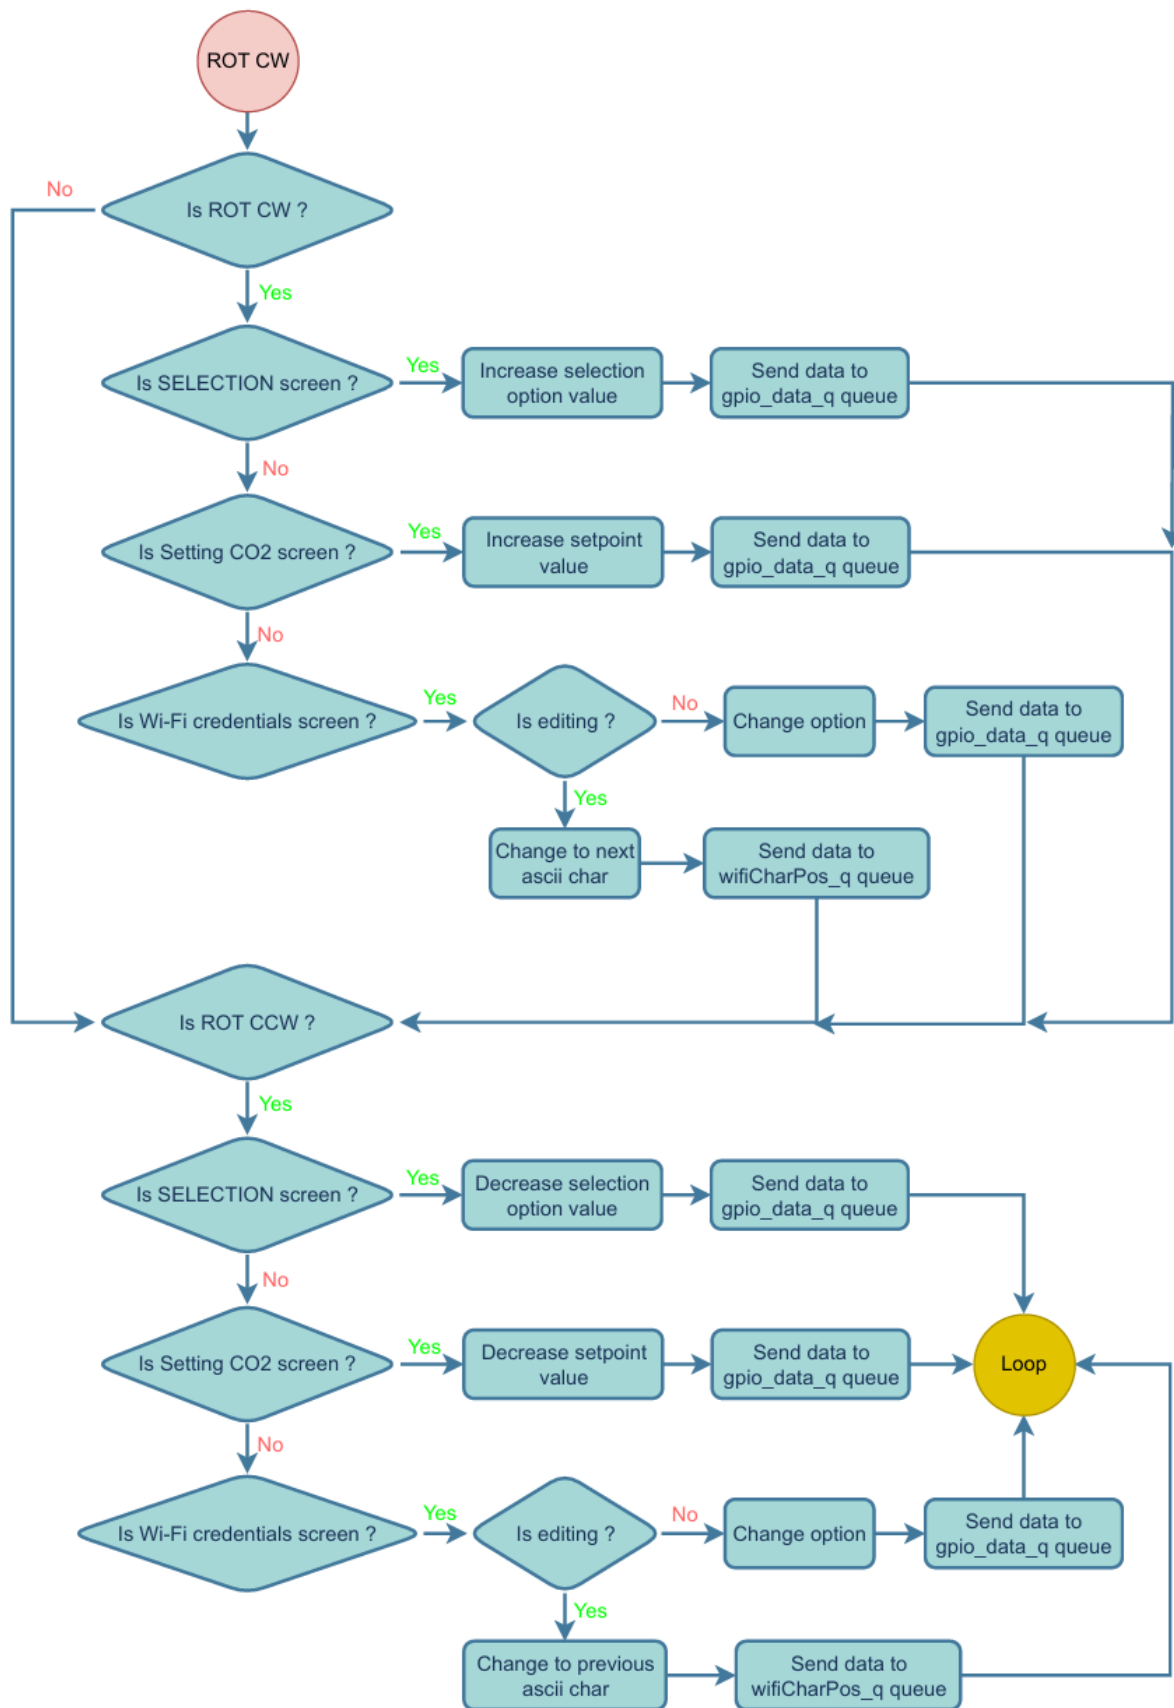 ROT CW
No
Is ROT CW ?
Yes
Is SELECTION screen ?
Yes
Increase selection
option value
Send data to
gpio_data_q queue
No
Is Setting CO2 screen ?
Yes
Increase setpoint
value
Send data to
gpio_data_q queue
No
Is Wi-Fi credentials screen ?
Yes
Is editing ?
No
Change option
Send data to
gpio_data_q queue
Yes
Change to next
ascii char
Send data to
wifiCharPos_q queue
Is ROT CCW ?
Yes
Is SELECTION screen ?
Yes
Decrease selection
option value
Send data to
gpio_data_q queue
No
Is Setting CO2 screen ?
Yes
Decrease setpoint
value
Send data to
gpio_data_q queue
Loop
No
Is Wi-Fi credentials screen ?
Yes
Is editing ?
No
Change option
Send data to
gpio_data_q queue
Yes
Change to previous
ascii char
Send data to
wifiCharPos_q queue